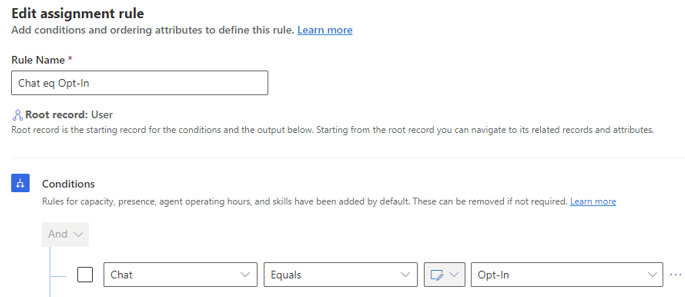 Edit assignment rule
Add conditions and ordering attributes to define this rule. Learn more
Rule Name *
Chat eq Opt-In
Root record: User
Root record is the starting record for the conditions and the output below. Starting from the root record you can navigate to its related records and attributes.
Conditions
Rules for capacity, presence, agent operating hours, and skills have been added by default. These can be removed if not required. Learn more
And
Chat Equals Opt-In